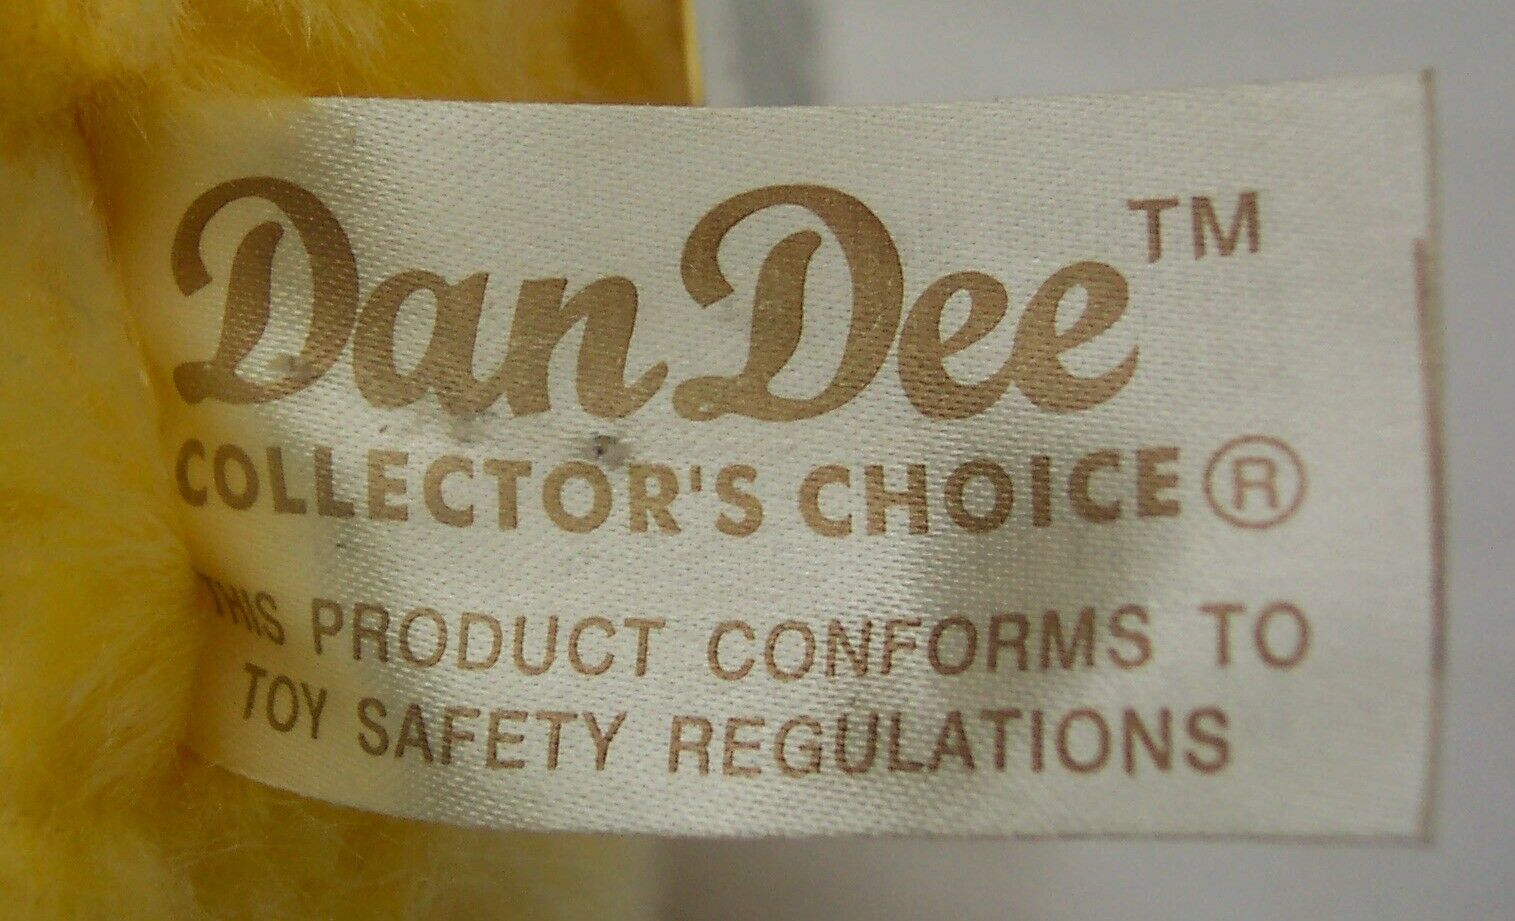 Dan Dee™
COLLECTOR'S CHOICE®
THIS PRODUCT CONFORMS TO
TOY SAFETY REGULATIONS